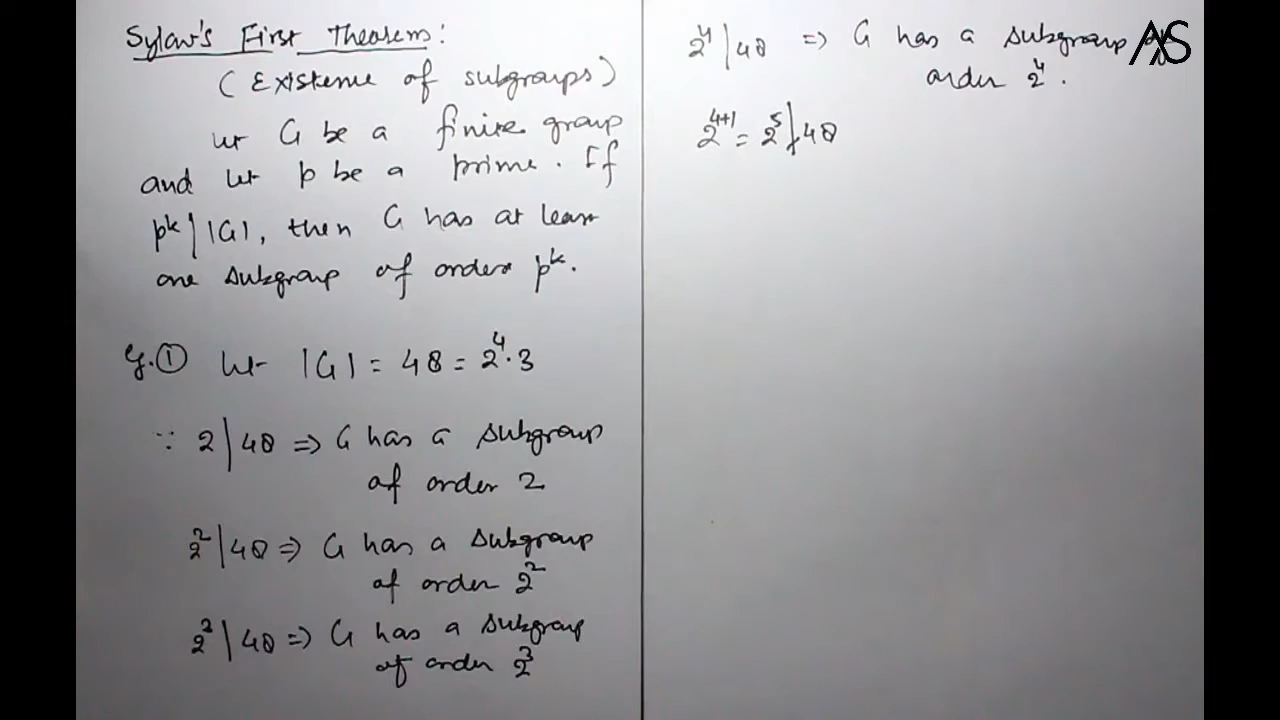 Sylow's First Theorem:
(Existence of subgroups)
let G be a finite group
and let p be a prime. If
p^k | |G|, then G has at least
one subgroup of order p^k.
Eg. ① let |G| = 48 = 2^4 · 3
∵ 2 | 48 => G has a subgroup
of order 2
2^2 | 48 => G has a subgroup
of order 2^2
2^3 | 48 => G has a subgroup
of order 2^3
2^4 | 48 => G has a subgroup of
order 2^4.
2^{4+1} = 2^5 ∤ 48
AS